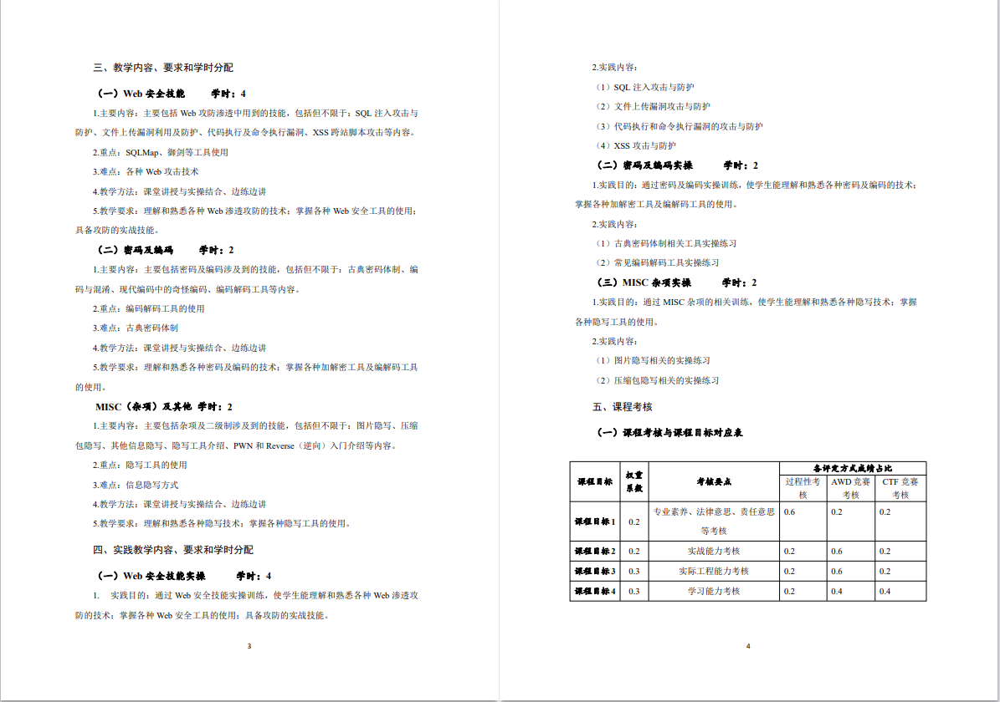 三、教学内容、要求和学时分配
（一）Web 安全技能 学时：4
1.主要内容：主要包括 Web 攻防渗透中用到的技能，包括但不限于：SQL 注入攻击与
防护、文件上传漏洞利用及防护、代码执行及命令执行漏洞、XSS 跨站脚本攻击等内容。
2.重点：SQLMap、御剑等工具使用
3.难点：各种 Web 攻击技术
4.教学方法：课堂讲授与实操结合、边练边讲
5.教学要求：理解和熟悉各种 Web 渗透攻防的技术；掌握各种 Web 安全工具的使用；
具备攻防的实战技能。
（二）密码及编码 学时：2
1.主要内容：主要包括密码及编码涉及到的技能，包括但不限于：古典密码体制、编
码与混淆、现代编码中的奇怪编码、编码解码工具等内容。
2.重点：编码解码工具的使用
3.难点：古典密码体制
4.教学方法：课堂讲授与实操结合、边练边讲
5.教学要求：理解和熟悉各种密码及编码的技术；掌握各种加解密工具及编解码工具
的使用。
MISC（杂项）及其他 学时：2
1.主要内容：主要包括杂项及二级制涉及到的技能，包括但不限于：图片隐写、压缩
包隐写、其他信息隐写、隐写工具介绍、PWN 和 Reverse（逆向）入门介绍等内容。
2.重点：隐写工具的使用
3.难点：信息隐写方式
4.教学方法：课堂讲授与实操结合、边练边讲
5.教学要求：理解和熟悉各种隐写技术；掌握各种隐写工具的使用。
四、实践教学内容、要求和学时分配
（一）Web 安全技能实操 学时：4
1. 实践目的：通过 Web 安全技能实操训练，使学生能理解和熟悉各种 Web 渗透攻
防的技术；掌握各种 Web 安全工具的使用；具备攻防的实战技能。
3
2.实践内容：
（1）SQL 注入攻击与防护
（2）文件上传漏洞攻击与防护
（3）代码执行和命令执行漏洞的攻击与防护
（4）XSS 攻击与防护
（二）密码及编码实操 学时：2
1.实践目的：通过密码及编码实操训练，使学生能理解和熟悉各种密码及编码的技术；
掌握各种加解密工具及编解码工具的使用。
2.实践内容：
（1）古典密码体制相关工具实操练习
（2）常见编码解码工具实操练习
（三）MISC 杂项实操 学时：2
1.实践目的：通过 MISC 杂项的相关训练，使学生能理解和熟悉各种隐写技术；掌握
各种隐写工具的使用。
2.实践内容：
（1）图片隐写相关的实操练习
（2）压缩包隐写相关的实操练习
五、课程考核
（一）课程考核与课程目标对应表
课程目标 权重系数 考核要点 各评定方式成绩占比
过程性考核 AWD 竞赛考核 CTF 竞赛考核
课程目标 1 0.2 专业素养、法律意思、责任意思等考核 0.6 0.2 0.2
课程目标 2 0.2 实战能力考核 0.2 0.6 0.2
课程目标 3 0.3 实际工程能力考核 0.2 0.6 0.2
课程目标 4 0.3 学习能力考核 0.2 0.4 0.4
4